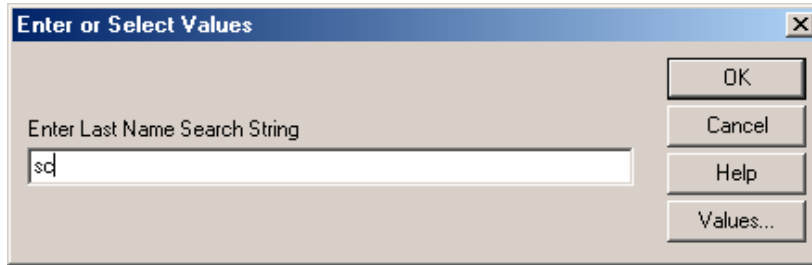 Enter or Select Values
OK
Enter Last Name Search String
Cancel
sc
Help
Values...